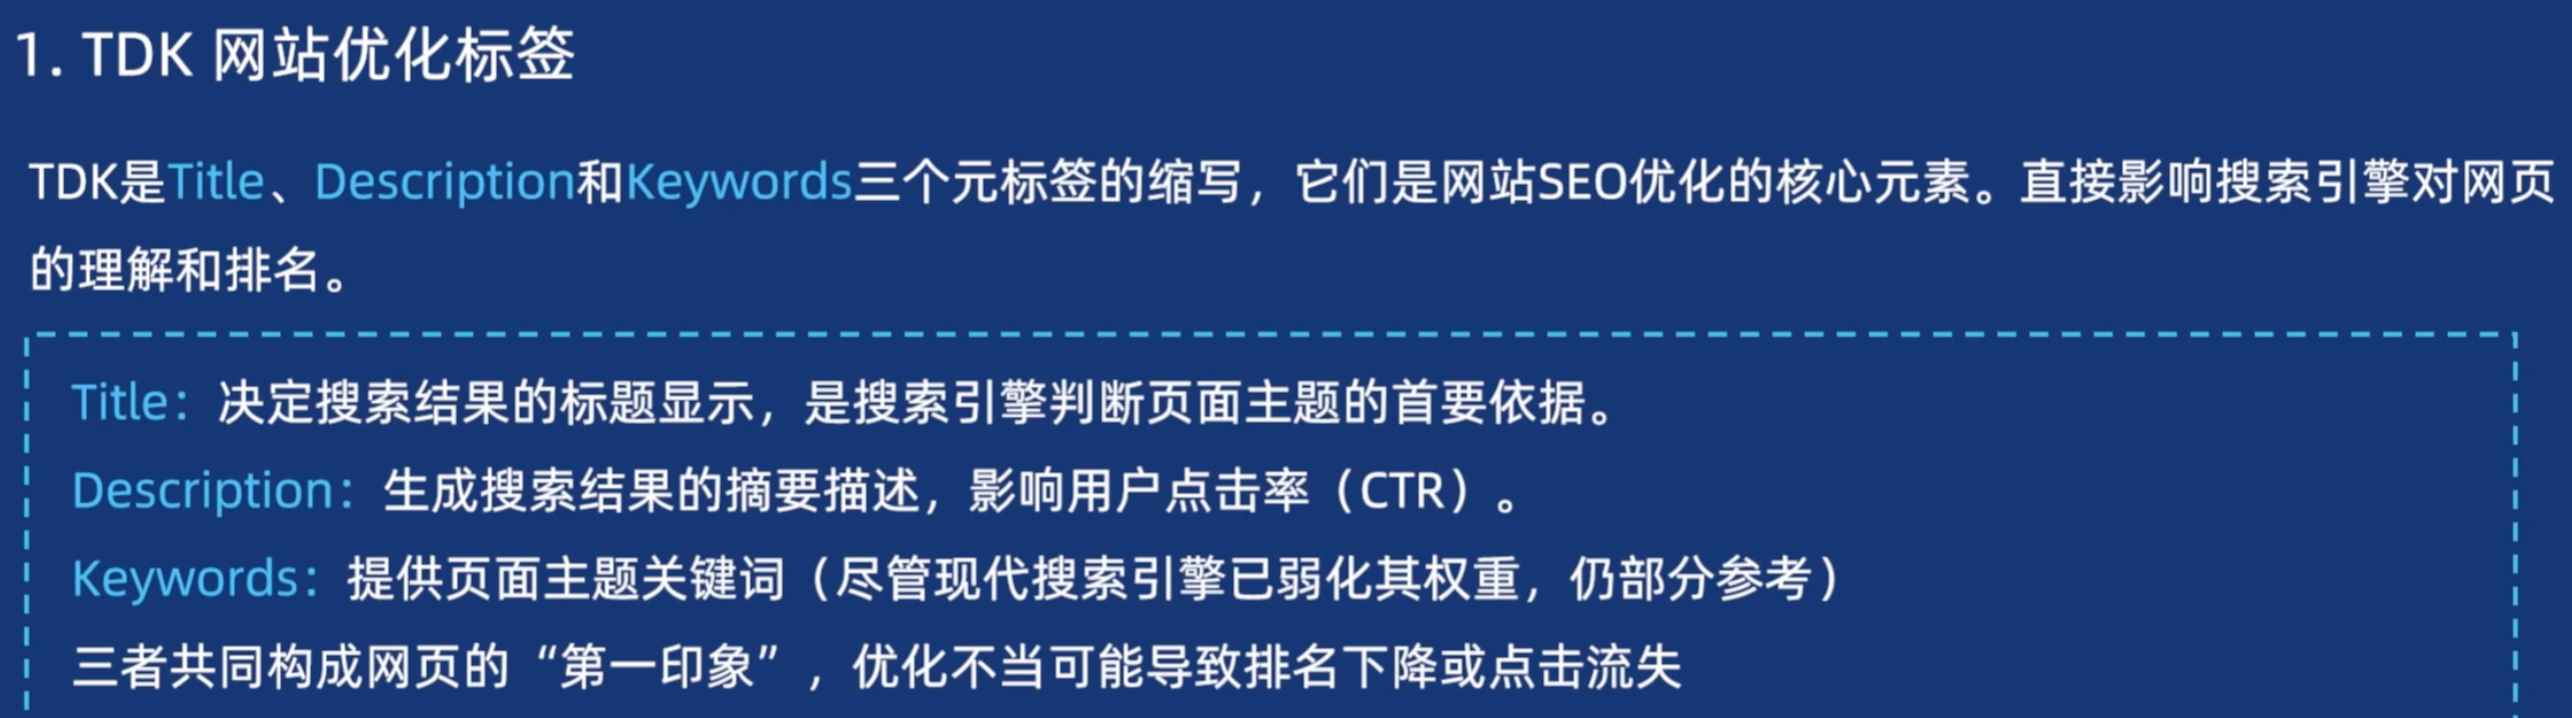 1. TDK 网站优化标签
TDK是Title、Description和Keywords三个元标签的缩写，它们是网站SEO优化的核心元素。直接影响搜索引擎对网页
的理解和排名。
Title：决定搜索结果的标题显示，是搜索引擎判断页面主题的首要依据。
Description：生成搜索结果的摘要描述，影响用户点击率（CTR）。
Keywords：提供页面主题关键词（尽管现代搜索引擎已弱化其权重，仍部分参考）
三者共同构成网页的“第一印象”，优化不当可能导致排名下降或点击流失